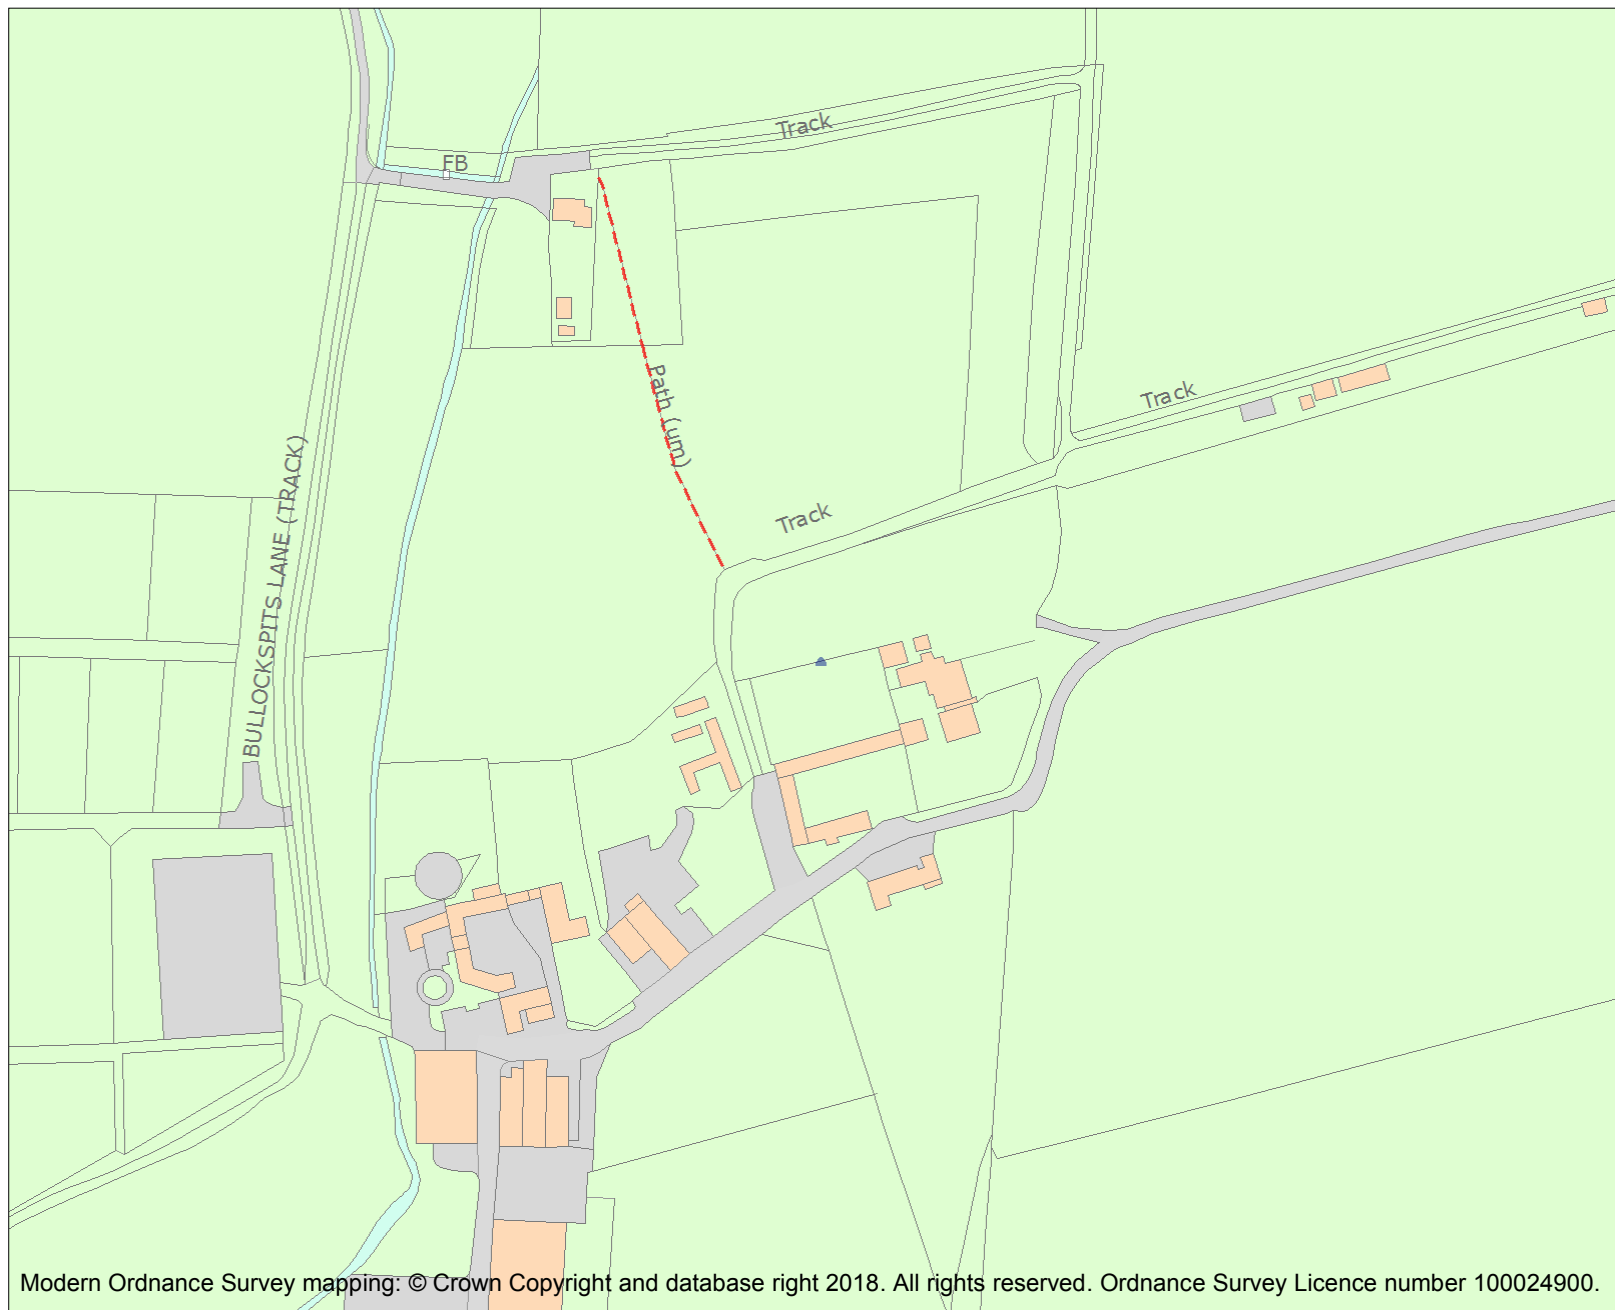 Track
FB
Path (um)
Track
BULLOCKSPITS LANE (TRACK)
Track
Modern Ordnance Survey mapping: © Crown Copyright and database right 2018. All rights reserved. Ordnance Survey Licence number 100024900.